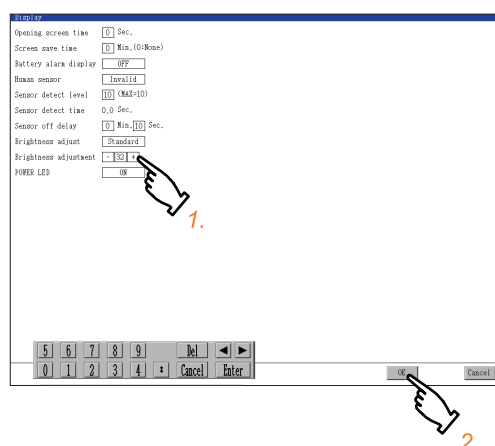 Display
Opening screen time 0 Sec.
Screen save time 0 Min.(0:None)
Battery alarm display OFF
Human sensor Invalid
Sensor detect level 10 (MAX=10)
Sensor detect time 0.0 Sec.
Sensor off delay 0 Min. 10 Sec.
Brightness adjust Standard
Brightness adjustment - 32 +
POWER LED ON
1.
5 6 7 8 9 Del ◀ ▶
0 1 2 3 4 ↕ Cancel Enter
OK Cancel
2.